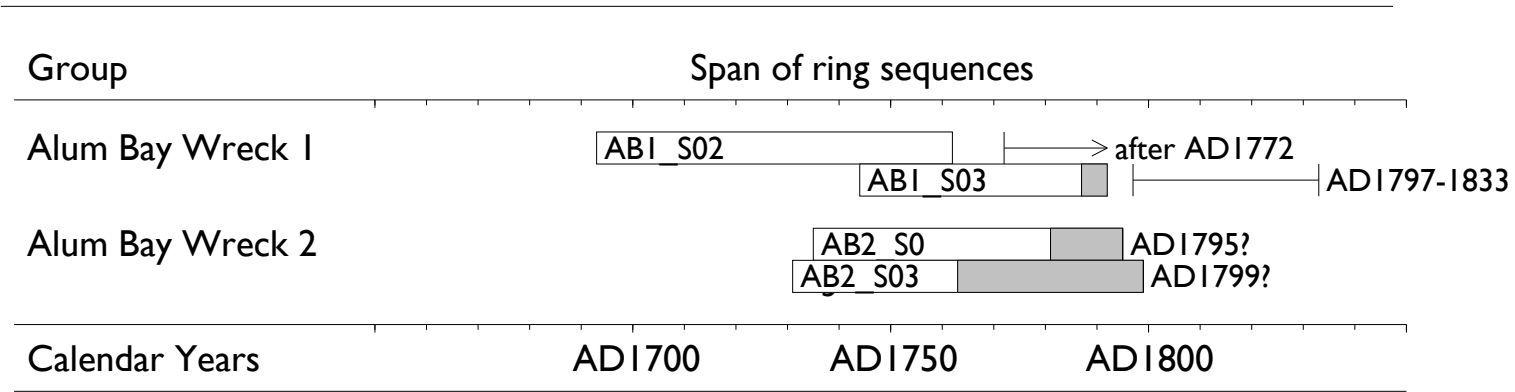 Group Span of ring sequences
Alum Bay Wreck 1 AB1_S02 after AD1772
AB1_S03 AD1797-1833
Alum Bay Wreck 2 AB2_S0 AD1795?
AB2_S03 AD1799?
Calendar Years AD1700 AD1750 AD1800